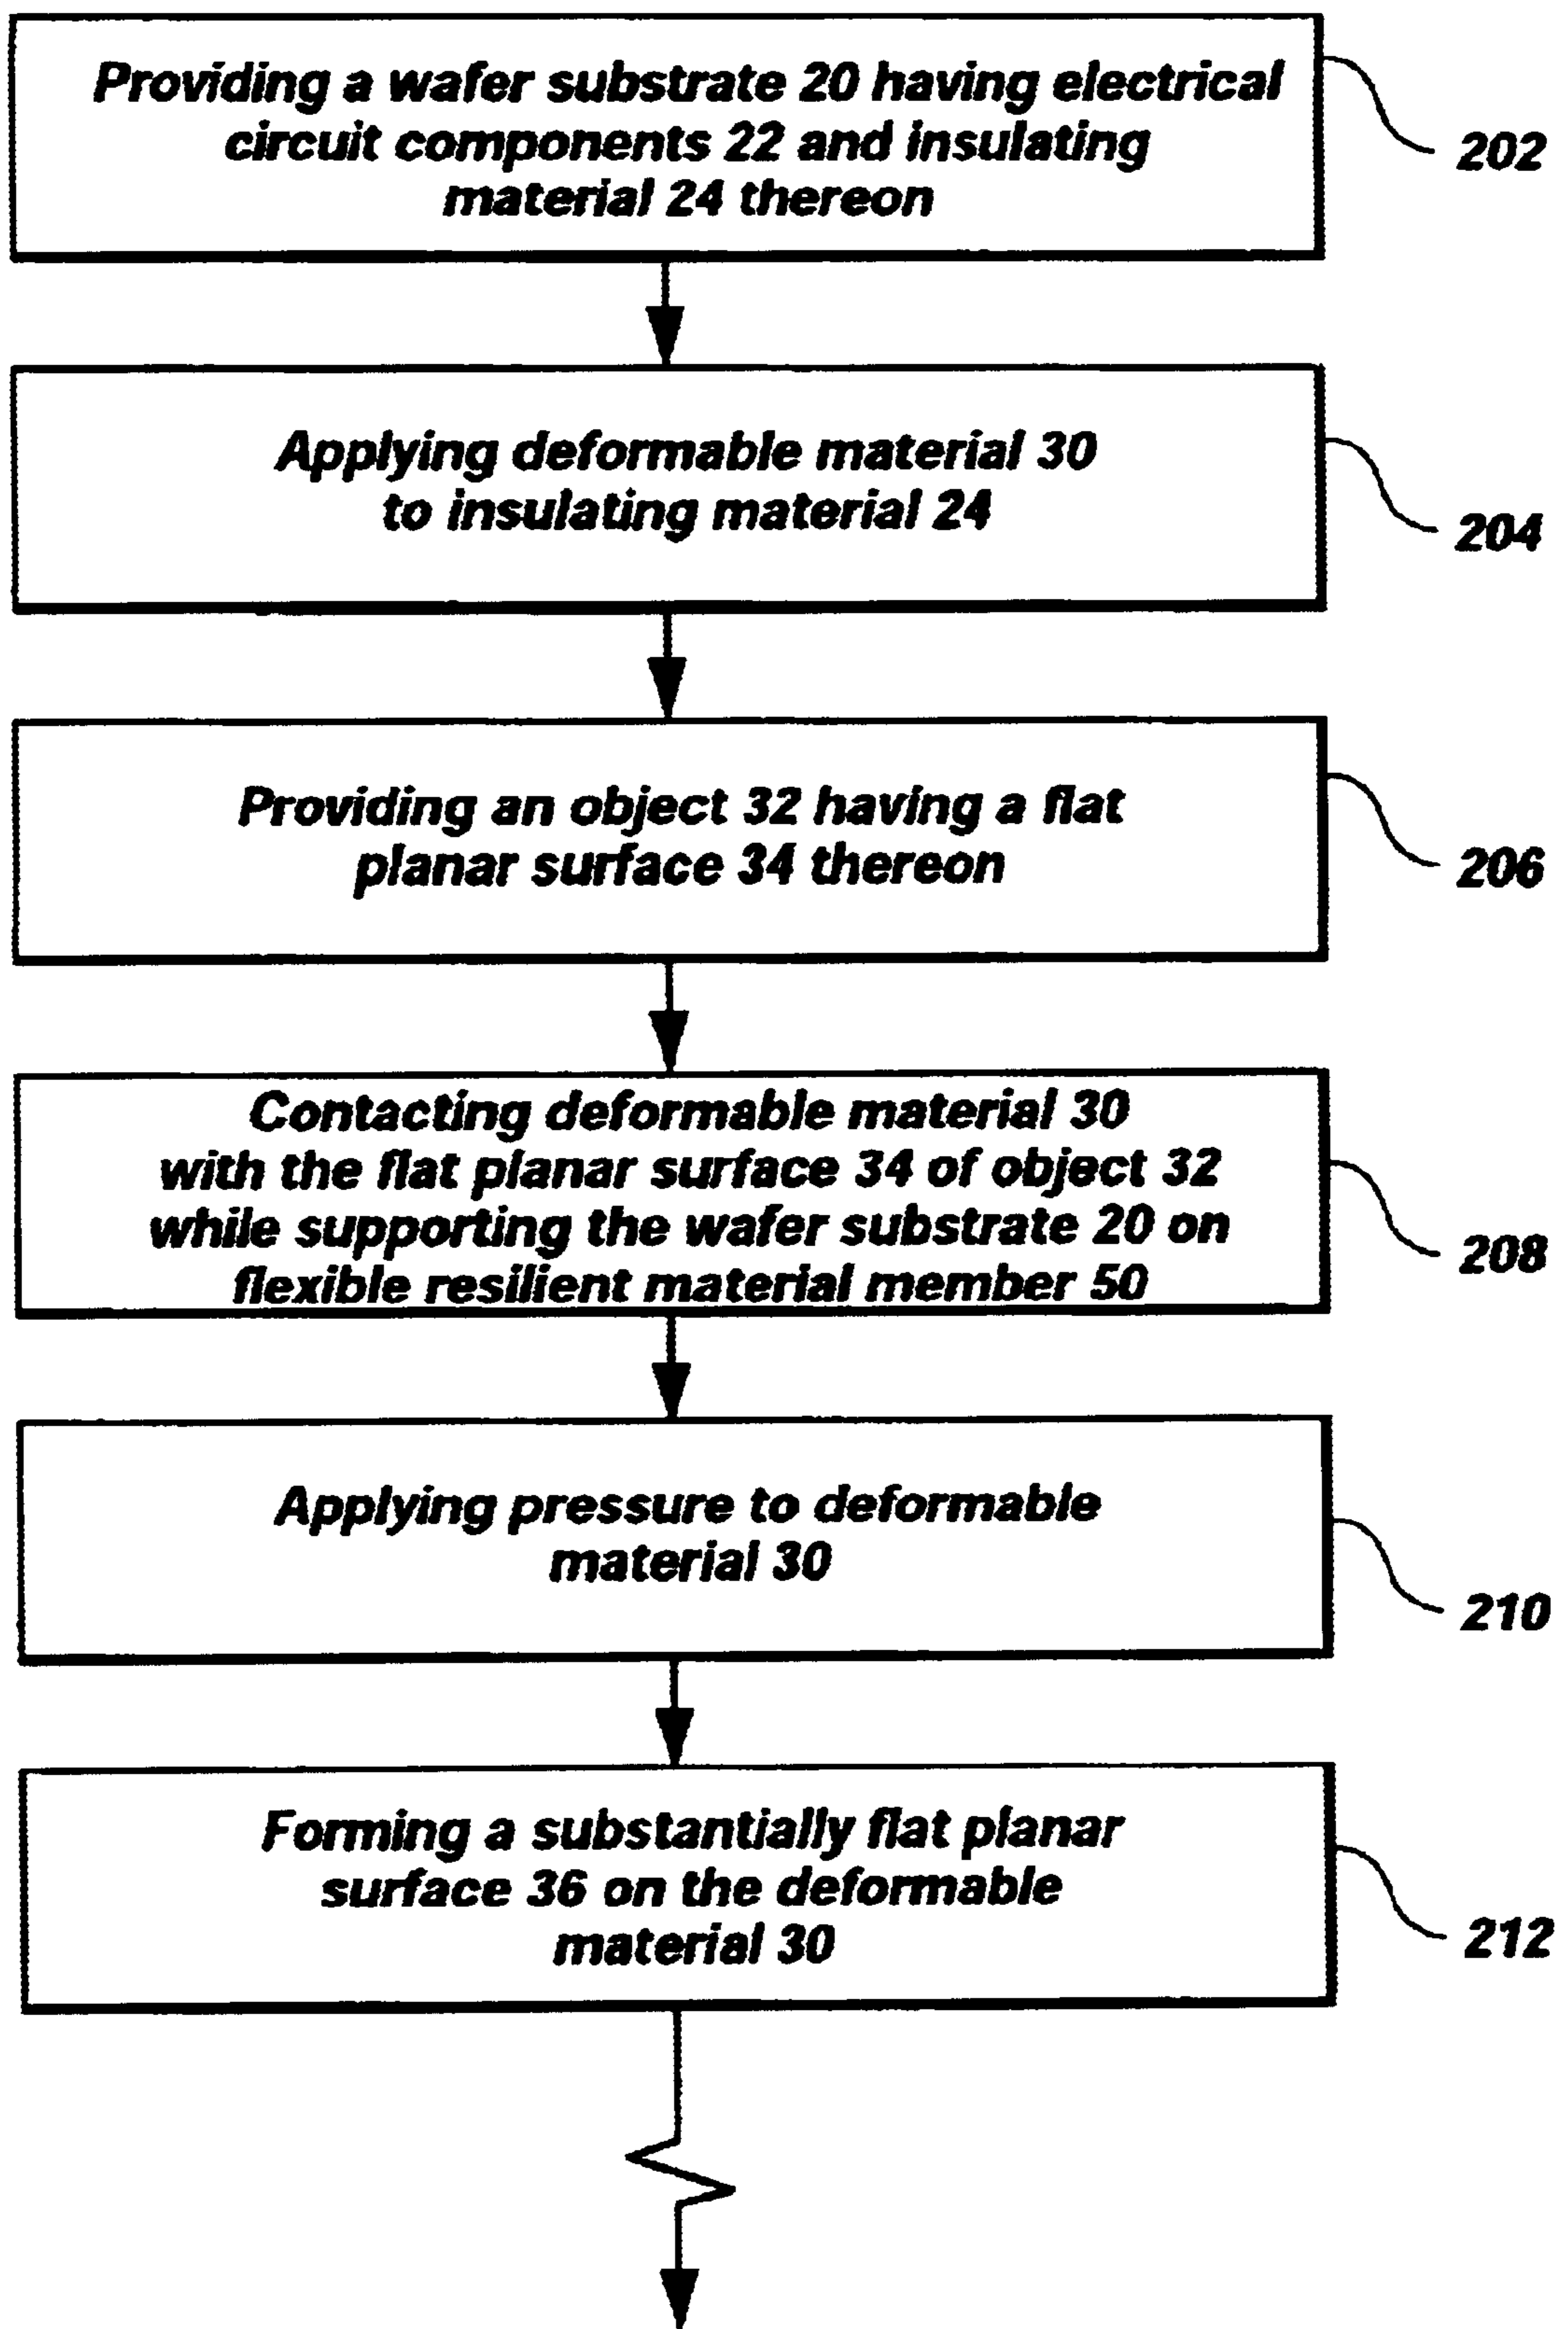 Providing a wafer substrate 20 having electrical
circuit components 22 and insulating
material 24 thereon
202
Applying deformable material 30
to insulating material 24
204
Providing an object 32 having a flat
planar surface 34 thereon
206
Contacting deformable material 30
with the flat planar surface 34 of object 32
while supporting the wafer substrate 20 on
flexible resilient material member 50
208
Applying pressure to deformable
material 30
210
Forming a substantially flat planar
surface 36 on the deformable
material 30
212